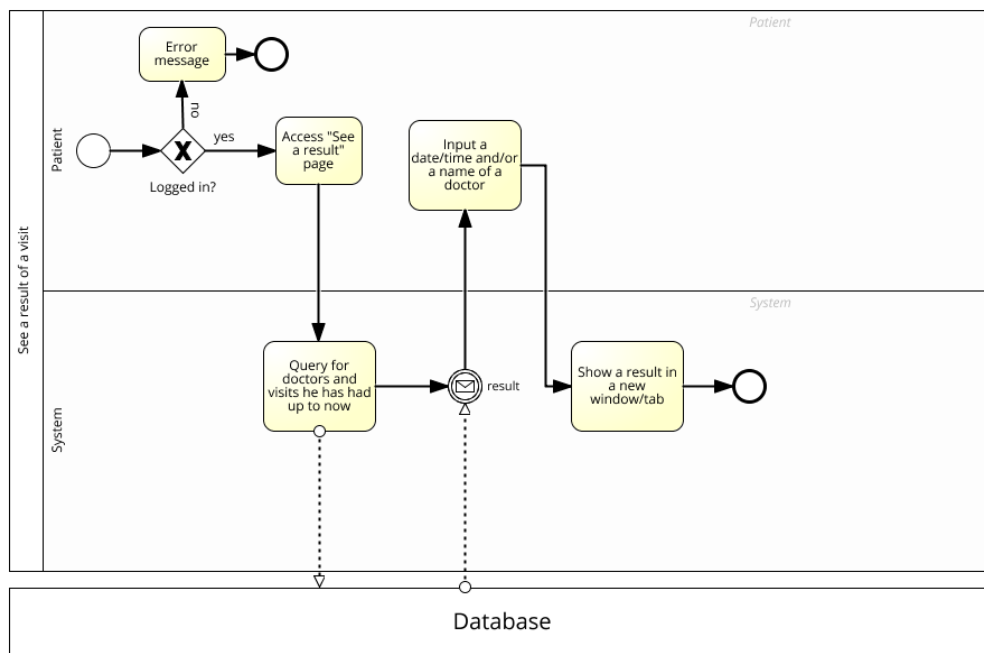 See a result of a visit
Patient
Patient
Error
message
no
yes
Logged in?
Access "See
a result"
page
Input a
date/time and/or
a name of a
doctor
System
System
Query for
doctors and
visits he has had
up to now
result
Show a result in
a new
window/tab
Database